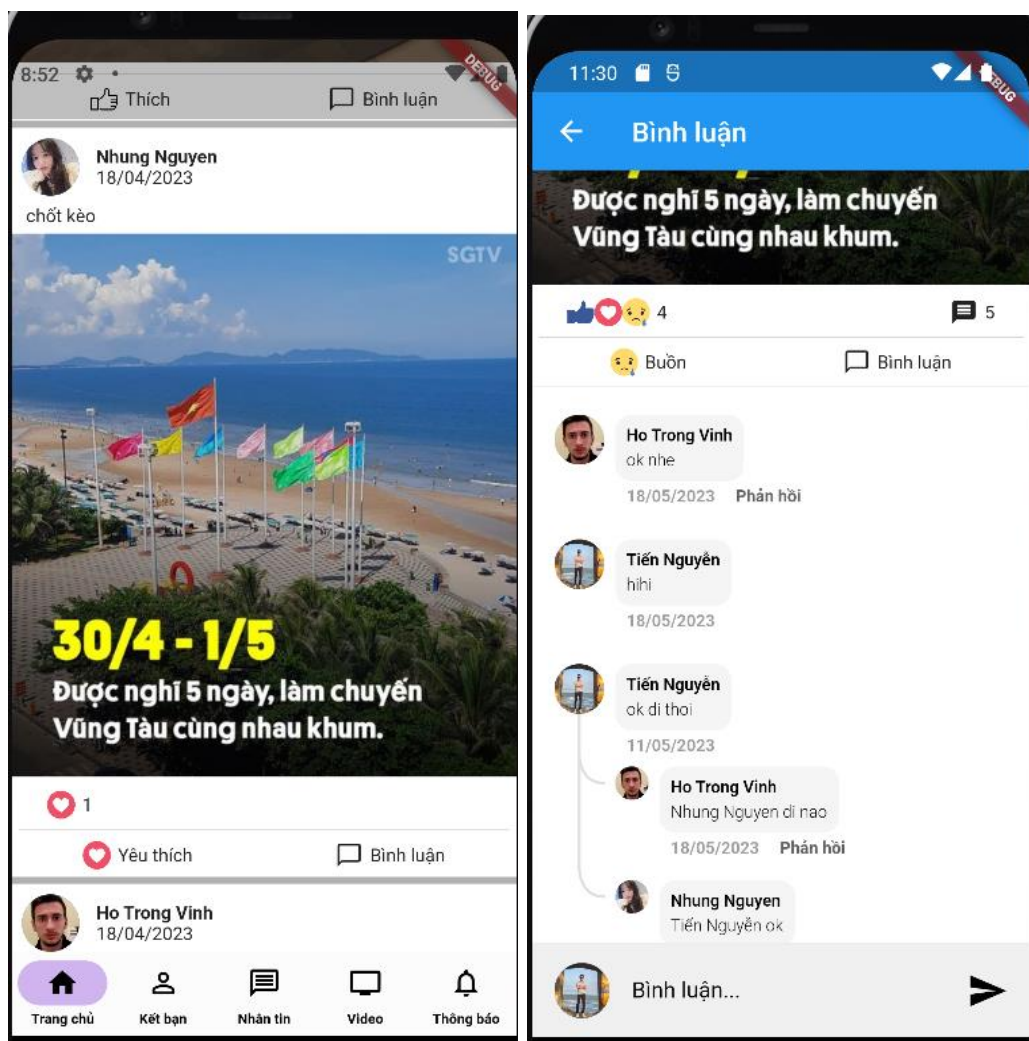 8:52
DEBUG
Thích
Bình luận
Nhung Nguyen
18/04/2023
chốt kèo
SGTV
30/4 - 1/5
Được nghỉ 5 ngày, làm chuyến
Vũng Tàu cùng nhau khum.
1
Yêu thích
Bình luận
Ho Trong Vinh
18/04/2023
Trang chủ
Kết bạn
Nhắn tin
Video
Thông báo
11:30
Bình luận
Được nghỉ 5 ngày, làm chuyến
Vũng Tàu cùng nhau khum.
4
5
Buồn
Bình luận
Ho Trong Vinh
ok nhe
18/05/2023 Phản hồi
Tiến Nguyễn
hihi
18/05/2023
Tiến Nguyễn
ok di thoi
11/05/2023
Ho Trong Vinh
Nhung Nguyen di nao
18/05/2023 Phản hồi
Nhung Nguyen
Tiến Nguyễn ok
Bình luận...